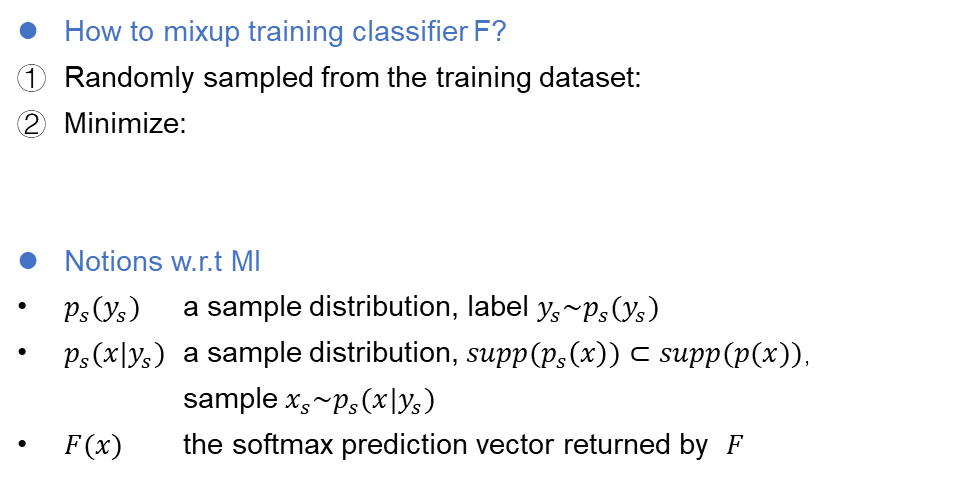 ● How to mixup training classifier F?
① Randomly sampled from the training dataset:
② Minimize:
● Notions w.r.t MI
• pₛ(yₛ) a sample distribution, label yₛ~pₛ(yₛ)
• pₛ(x|yₛ) a sample distribution, supp(pₛ(x)) ⊂ supp(p(x)),
sample xₛ~pₛ(x|yₛ)
• F(x) the softmax prediction vector returned by F